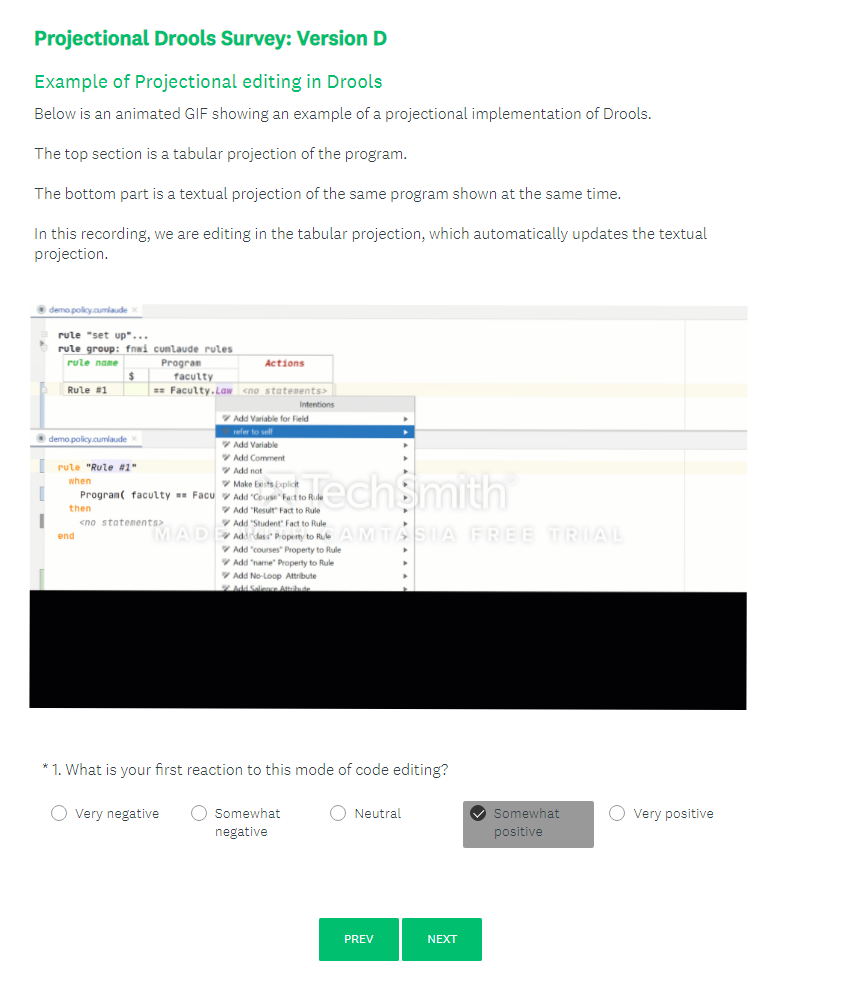 Projectional Drools Survey: Version D
Example of Projectional editing in Drools
Below is an animated GIF showing an example of a projectional implementation of Drools.
The top section is a tabular projection of the program.
The bottom part is a textual projection of the same program shown at the same time.
In this recording, we are editing in the tabular projection, which automatically updates the textual
projection.
demo.policy.cumlaude ×
rule "set up"...
rule group: fnwi cumlaude rules
rule name Program Actions
$ faculty
Rule #1 == Faculty.Law <no statements>
Intentions
Add Variable for Field
refer to self
Add Variable
Add Comment
Add not
Make Exists Explicit
Add "Course" Fact to Rule
Add "Result" Fact to Rule
Add "Student" Fact to Rule
Add "class" Property to Rule
Add "courses" Property to Rule
Add "name" Property to Rule
Add No-Loop Attribute
Add Salience Attribute
demo.policy.cumlaude ×
rule "Rule #1"
when
Program( faculty == Facu
then
<no statements>
end
TechSmith
MADE CAMTASIA FREE TRIAL
* 1. What is your first reaction to this mode of code editing?
Very negative
Somewhat
negative
Neutral
Somewhat
positive
Very positive
PREV NEXT